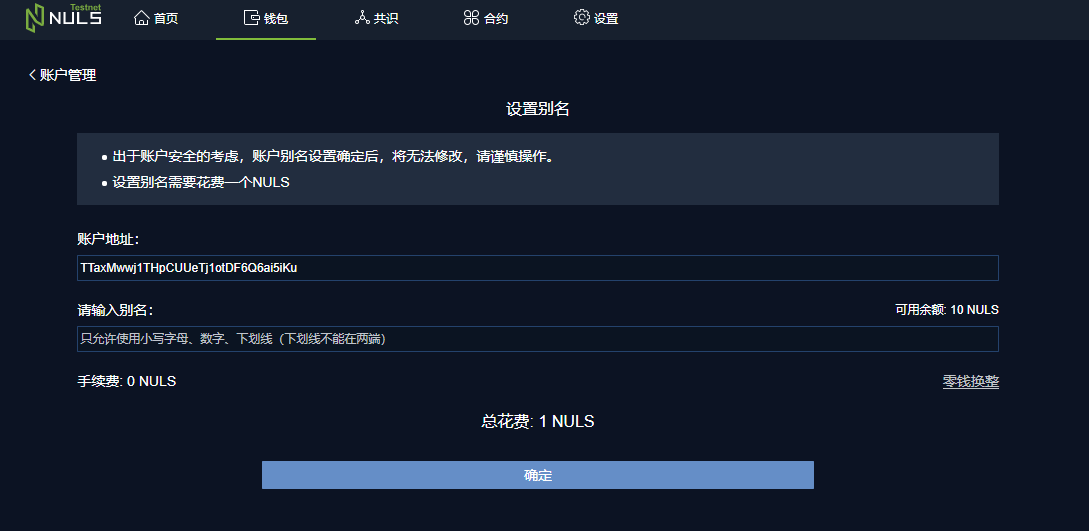 Testnet
NULS 首页 钱包 共识 合约 设置
账户管理
设置别名
● 出于账户安全的考虑，账户别名设置确定后，将无法修改，请谨慎操作。
● 设置别名需要花费一个NULS
账户地址：
TTaxMwwj1THpCUUeTj1otDF6Q6ai5iKu
请输入别名： 可用余额: 10 NULS
只允许使用小写字母、数字、下划线（下划线不能在两端）
手续费: 0 NULS 零钱换整
总花费: 1 NULS
确定